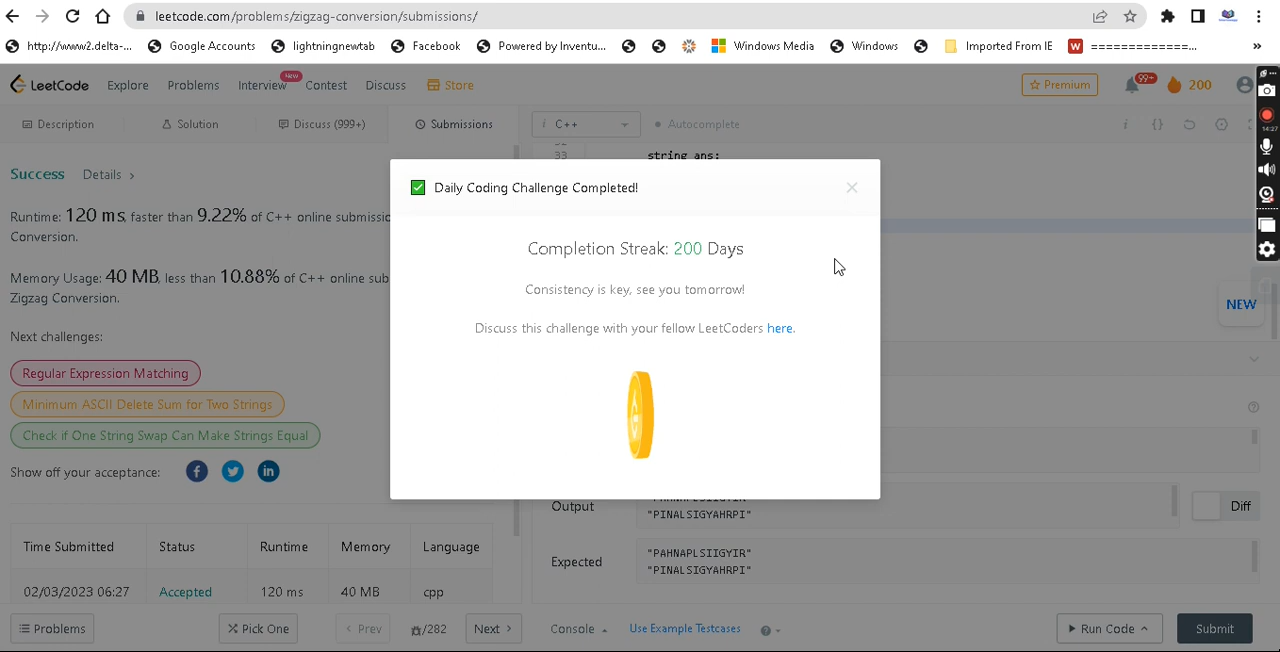 leetcode.com/problems/zigzag-conversion/submissions/
http://www2.delta-... Google Accounts lightningnewtab Facebook Powered by Inventu... Windows Media Windows Imported From IE =============... »
LeetCode Explore Problems Interview New Contest Discuss Store Premium 99+ 200
Description Solution Discuss (999+) Submissions i C++ Autocomplete
14:27
33 string ans;
Success Details >
Daily Coding Challenge Completed!
Runtime: 120 ms, faster than 9.22% of C++ online
Conversion.
Completion Streak: 200 Days
Memory Usage: 40 MB, less than 10.88% of C++ online
Zigzag Conversion.
Consistency is key, see you tomorrow!
NEW
Discuss this challenge with your fellow LeetCoders here.
Next challenges:
Regular Expression Matching
Minimum ASCII Delete Sum for Two Strings
Check if One String Swap Can Make Strings Equal
Show off your acceptance:
Output "PAHNAPLSIIGYIR"
"PINALSIGYAHRPI"
Diff
Time Submitted Status Runtime Memory Language
Expected "PAHNAPLSIIGYIR"
"PINALSIGYAHRPI"
02/03/2023 06:27 Accepted 120 ms 40 MB cpp
Problems Pick One < Prev /282 Next > Console Use Example Testcases Run Code Submit